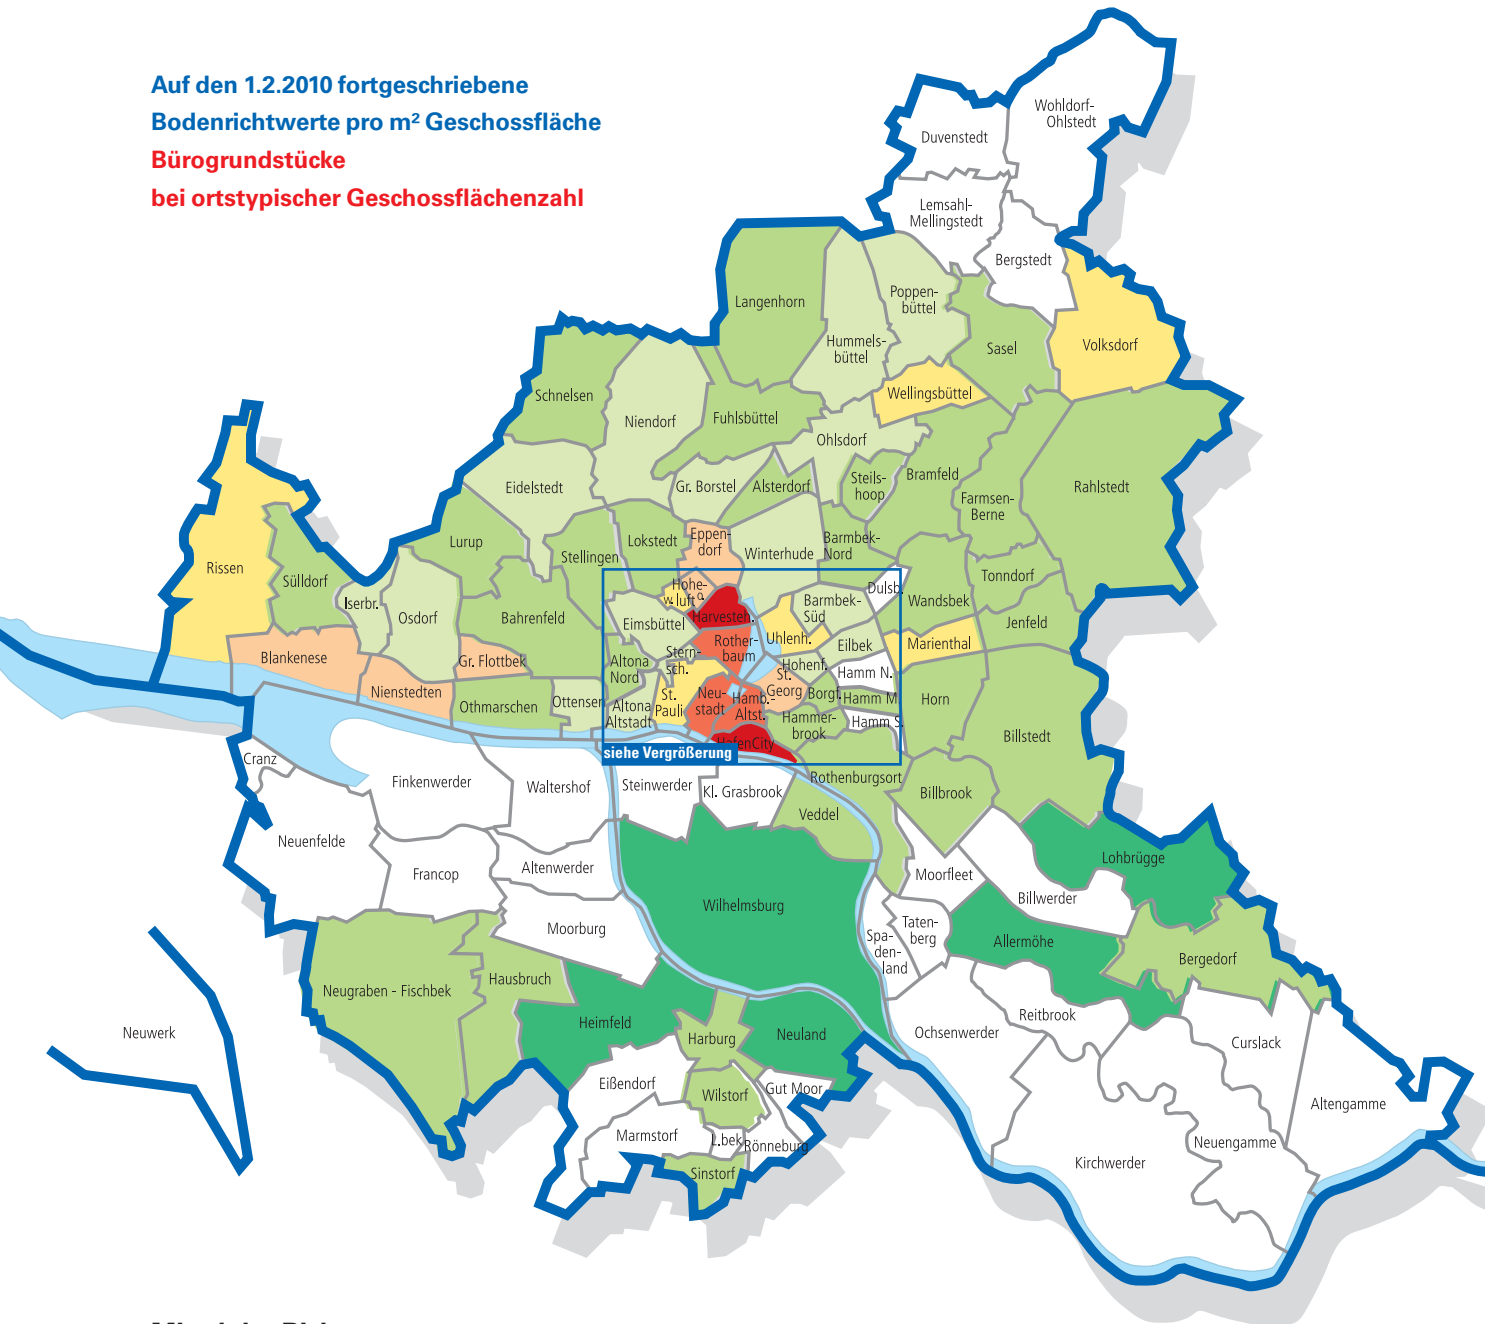 Auf den 1.2.2010 fortgeschriebene
Bodenrichtwerte pro m² Geschossfläche
Bürogrundstücke
bei ortstypischer Geschossflächenzahl
Wohldorf-
Ohlstedt
Duvenstedt
Lemsahl-
Mellingstedt
Bergstedt
Langenhorn
Poppen-
büttel
Hummels-
büttel
Sasel
Volksdorf
Schnelsen
Niendorf
Fuhlsbüttel
Wellingsbüttel
Ohlsdorf
Eidelstedt
Gr. Borstel
Alsterdorf
Steils-
hoop
Bramfeld
Farmsen-
Berne
Rahlstedt
Lurup
Stellingen
Lokstedt
Eppen-
dorf
Winterhude
Barmbek-
Nord
Rissen
Sülldorf
Iserbr.
Osdorf
Bahrenfeld
Hohe-
w. luft o.
Harvesteh.
Dulsb.
Barmbek-
Süd
Wandsbek
Tonndorf
Jenfeld
Eimsbüttel
Rother-
baum
Uhlenh.
Eilbek
Marienthal
Blankenese
Gr. Flottbek
Nienstedten
Othmarschen
Ottensen
Altona
Nord
Altona
Altstadt
Stern-
sch.
St.
Pauli
Neu-
stadt
Hamb.-
Altst.
Hohenf.
St.
Georg
Borgf.
Hamm N.
Hamm M.
Hamm S.
Hammer-
brook
HafenCity
siehe Vergrößerung
Horn
Billstedt
Rothenburgsort
Billbrook
Cranz
Finkenwerder
Waltershof
Steinwerder
Kl. Grasbrook
Veddel
Neuenfelde
Francop
Altenwerder
Moorburg
Wilhelmsburg
Moorfleet
Billwerder
Lohbrügge
Taten-
berg
Spa-
den-
land
Allermöhe
Bergedorf
Neugraben - Fischbek
Hausbruch
Heimfeld
Harburg
Neuland
Neuwerk
Ochsenwerder
Reitbrook
Curslack
Altengamme
Eißendorf
Wilstorf
Gut Moor
Marmstorf
L.bek
Rönneburg
Sinstorf
Kirchwerder
Neuengamme